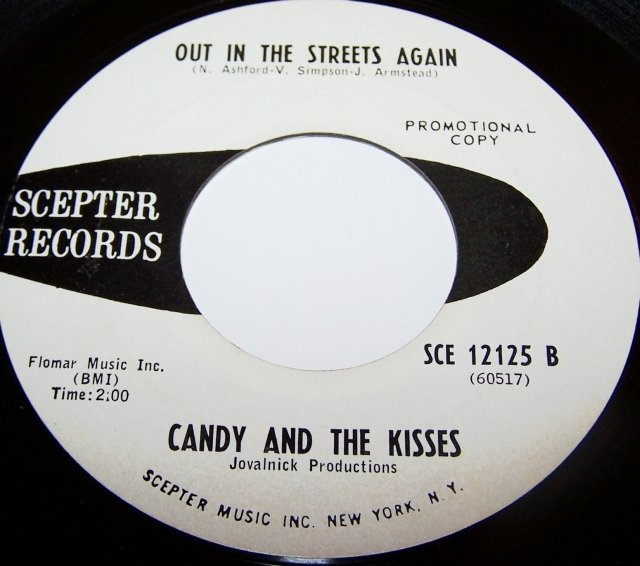 OUT IN THE STREETS AGAIN
(N. Ashford-V. Simpson-J. Armstead)
PROMOTIONAL
COPY
SCEPTER
RECORDS
Flomar Music Inc.
(BMI)
Time:2:00
SCE 12125 B
(60517)
CANDY AND THE KISSES
Jovalnick Productions
SCEPTER MUSIC INC. NEW YORK, N.Y.